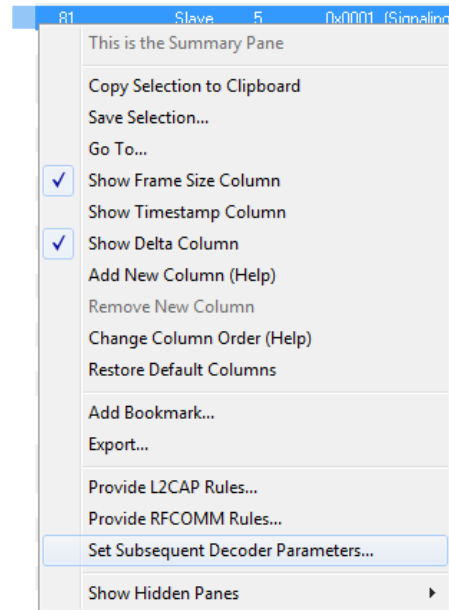 81 Slave 5 0x0001 (Signaling
This is the Summary Pane
Copy Selection to Clipboard
Save Selection...
Go To...
Show Frame Size Column
Show Timestamp Column
Show Delta Column
Add New Column (Help)
Remove New Column
Change Column Order (Help)
Restore Default Columns
Add Bookmark...
Export...
Provide L2CAP Rules...
Provide RFCOMM Rules...
Set Subsequent Decoder Parameters...
Show Hidden Panes